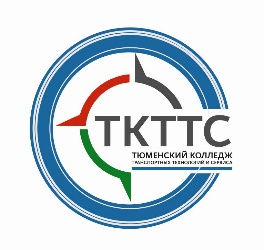 ТКТТС
ТЮМЕНСКИЙ КОЛЛЕДЖ
ТРАНСПОРТНЫХ ТЕХНОЛОГИЙ И СЕРВИСА